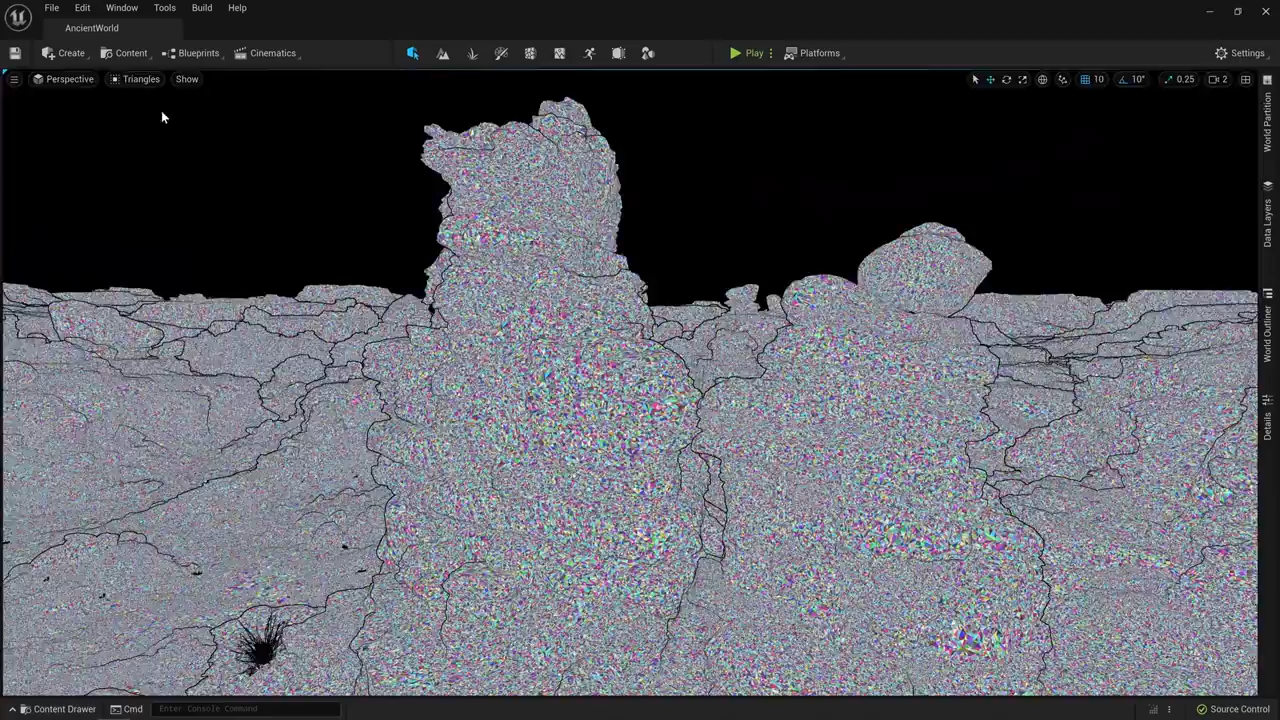 File Edit Window Tools Build Help
AncientWorld
Create Content Blueprints Cinematics Play Platforms Settings
Perspective Triangles Show 10 10° 0.25 2
World Partition
Data Layers
World Outliner
Details
Content Drawer Cmd Enter Console Command Source Control